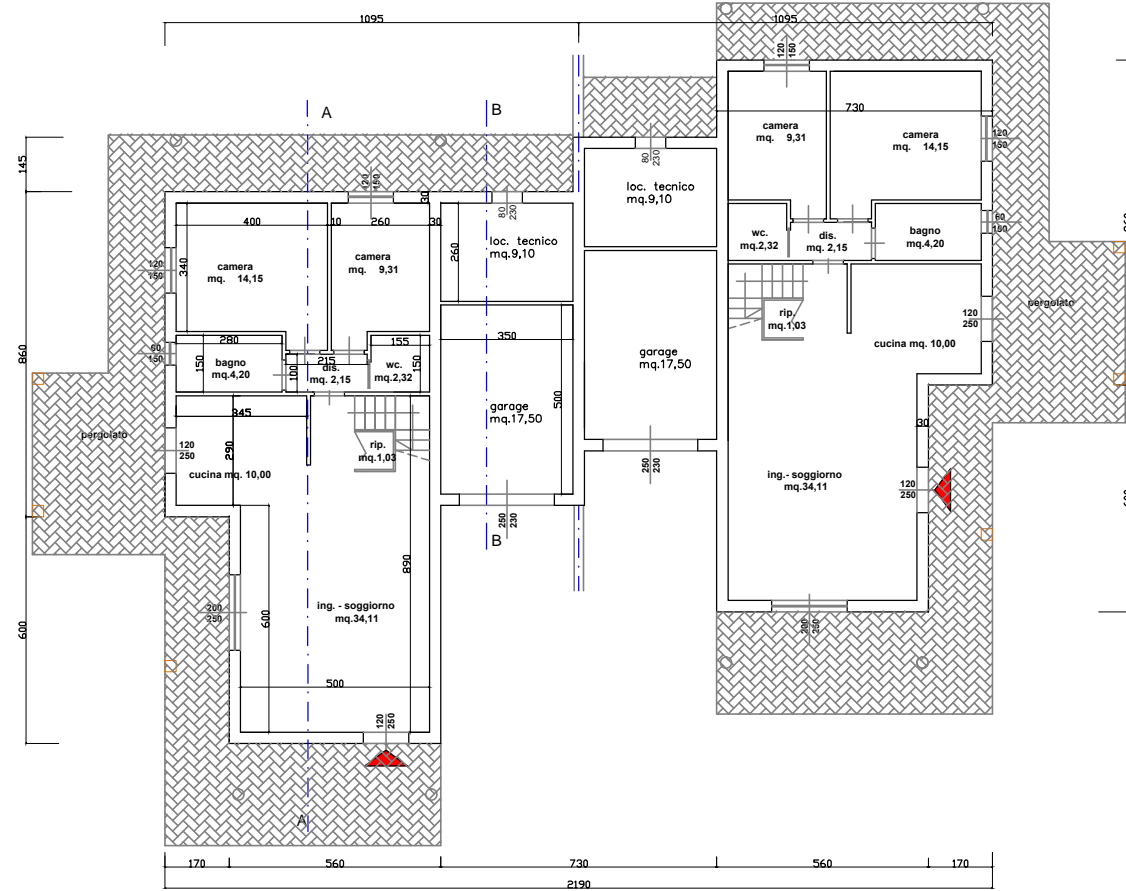 1095
1095
A
B
145
860
600
120
150
30
80
230
400
10
260
30
340
camera
mq. 14,15
camera
mq. 9,31
260
loc. tecnico
mq.9,10
120
150
60
150
280
bagno
mq.4,20
150
215
100
dis.
mq. 2,15
155
wc.
mq.2,32
150
350
500
garage
mq.17,50
345
290
120
250
cucina mq. 10,00
rip.
mq.1,03
pergolato
890
600
200
250
ing. - soggiorno
mq.34,11
500
120
250
250
230
B
A
80
230
loc. tecnico
mq.9,10
garage
mq.17,50
250
230
120
150
730
camera
mq. 9,31
camera
mq. 14,15
120
150
wc.
mq.2,32
dis.
mq. 2,15
bagno
mq.4,20
60
150
rip.
mq.1,03
cucina mq. 10,00
120
250
pergolato
30
ing.- soggiorno
mq.34,11
120
250
200
250
170
560
730
560
170
2190